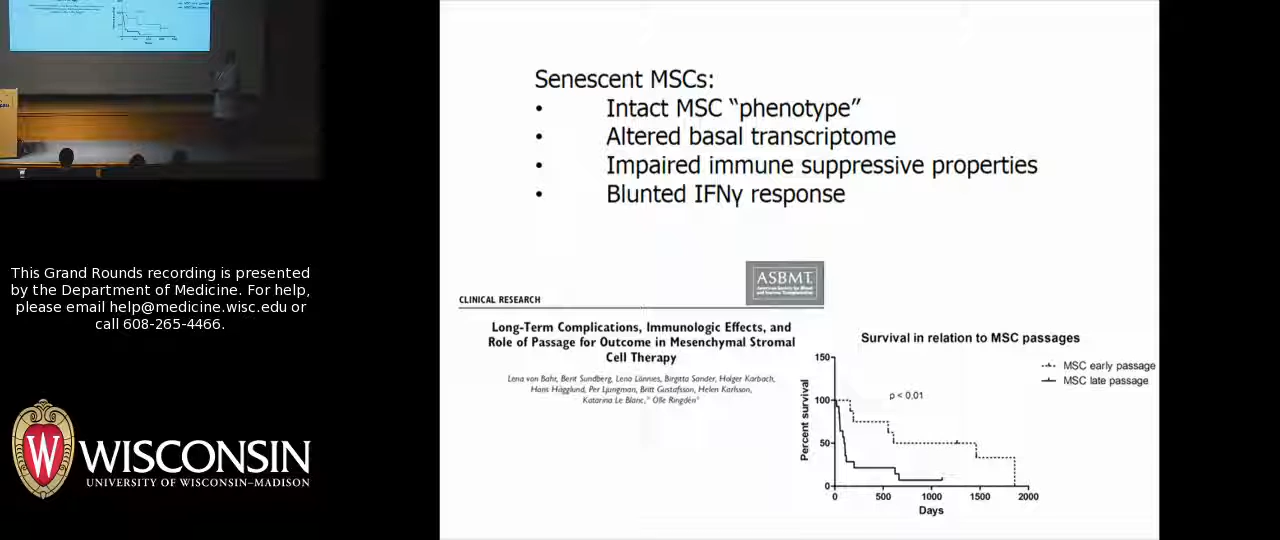 Senescent MSCs:
• Intact MSC “phenotype”
• Altered basal transcriptome
• Impaired immune suppressive properties
• Blunted IFNγ response
This Grand Rounds recording is presented
by the Department of Medicine. For help,
please email help@medicine.wisc.edu or
call 608-265-4466.
W
WISCONSIN
UNIVERSITY OF WISCONSIN–MADISON
ASBMT
American Society for Blood
and Marrow Transplantation
CLINICAL RESEARCH
Long-Term Complications, Immunologic Effects, and
Role of Passage for Outcome in Mesenchymal Stromal
Cell Therapy
Lena von Bahr, Berit Sundberg, Lena Lönnies, Birgitta Sander, Holger Karbach,
Hans Hägglund, Per Ljungman, Britt Gustafsson, Helen Karlsson,
Katarina Le Blanc, Olle Ringdén
Survival in relation to MSC passages
MSC early passage
MSC late passage
p < 0,01
Percent survival
150
100
50
0
0 500 1000 1500 2000
Days